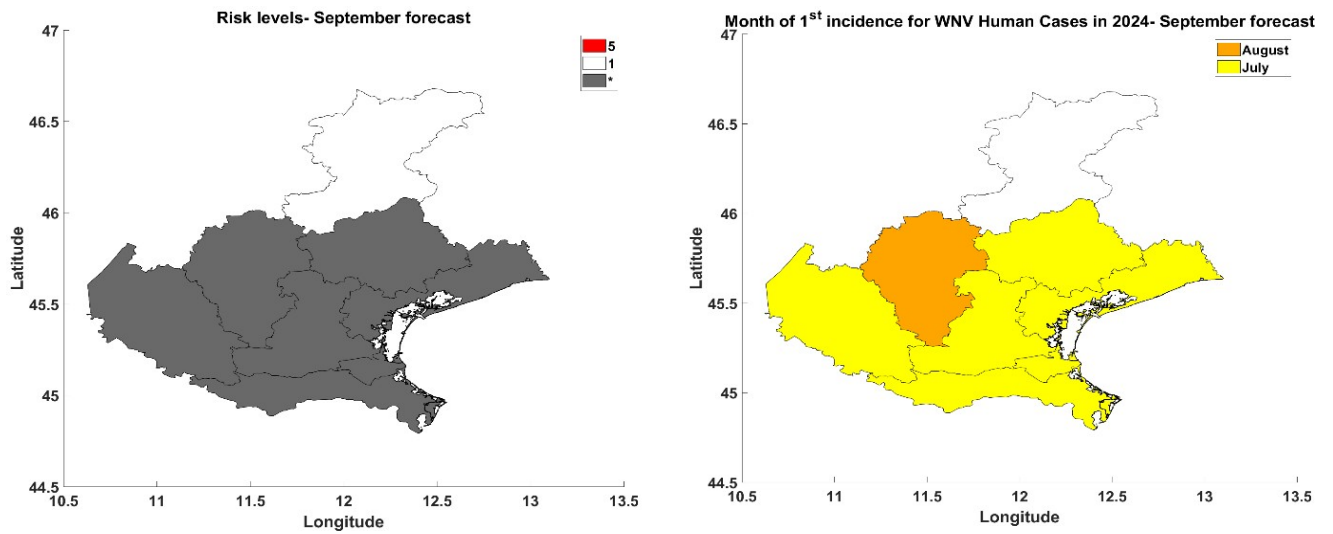 Risk levels- September forecast
47
46.5
46
45.5
45
44.5
Latitude
10.5 11 11.5 12 12.5 13 13.5
Longitude
5
1
*
Month of 1st incidence for WNV Human Cases in 2024- September forecast
47
46.5
46
45.5
45
44.5
Latitude
10.5 11 11.5 12 12.5 13 13.5
Longitude
August
July